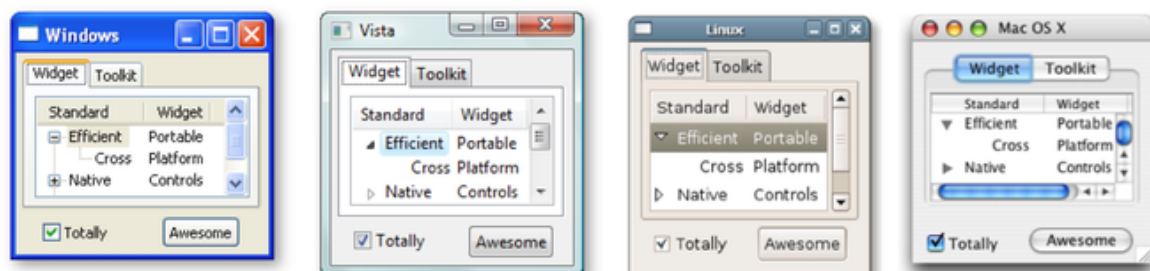 Windows
Widget Toolkit
Standard Widget
Efficient Portable
Cross Platform
Native Controls
Totally Awesome
Vista
Widget Toolkit
Standard Widget
Efficient Portable
Cross Platform
Native Controls
Totally Awesome
Linux
Widget Toolkit
Standard Widget
Efficient Portable
Cross Platform
Native Controls
Totally Awesome
Mac OS X
Widget Toolkit
Standard Widget
Efficient Portable
Cross Platform
Native Controls
Totally Awesome